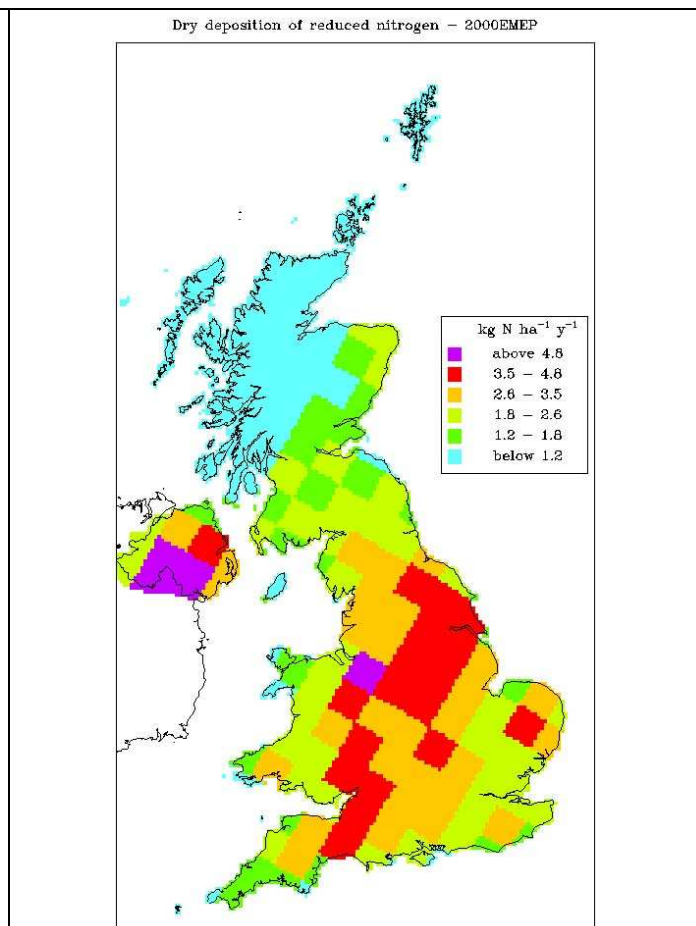 Dry deposition of reduced nitrogen – 2000EMEP
kg N ha⁻¹ y⁻¹
above 4.8
3.5 – 4.8
2.6 – 3.5
1.8 – 2.6
1.2 – 1.8
below 1.2